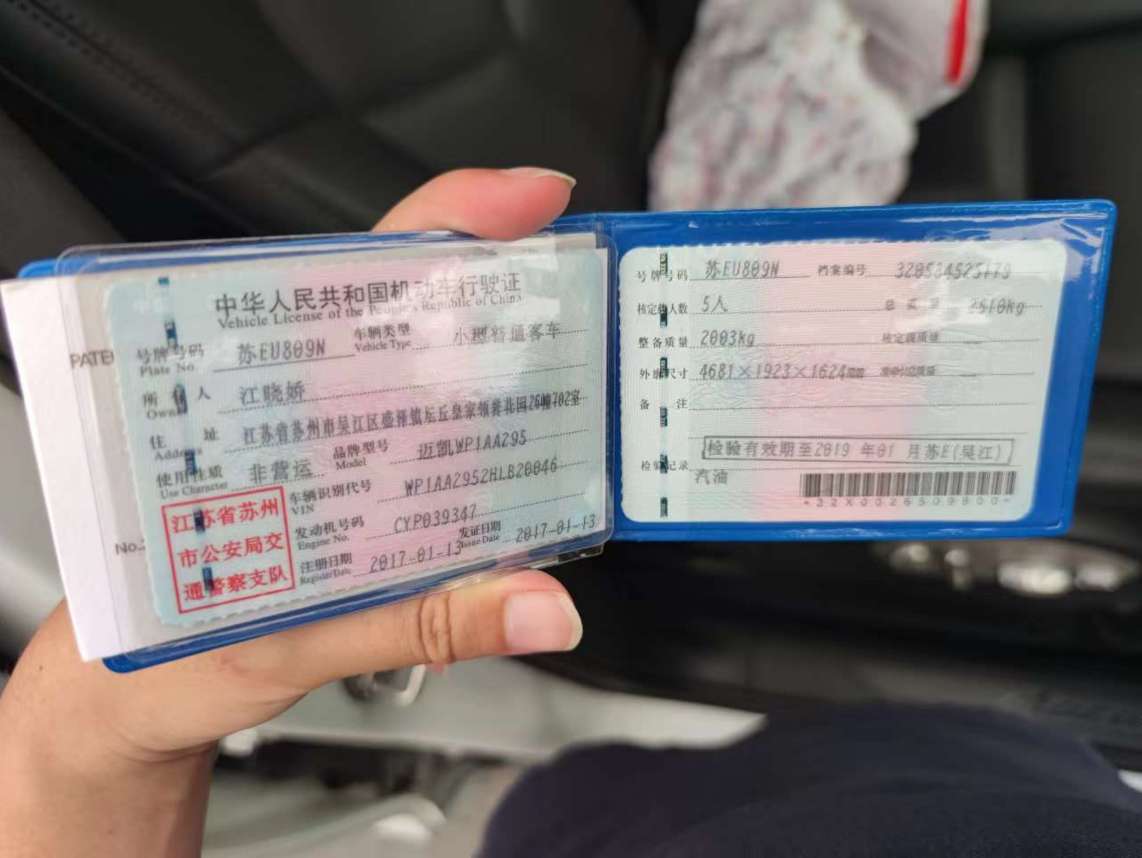 中华人民共和国机动车行驶证
Vehicle License of the People's Republic of China
号牌号码 苏EU809N 车辆类型 小型普通客车
Plate No. Vehicle Type
所有人 江晓娇
Owner
住址 江苏省苏州市吴江区盛泽镇坛丘皇家领誉花园26幢702室
Address
使用性质 非营运 品牌型号 迈凯WP1AA295
Use Character Model
车辆识别代号 WP1AA2952HLB20046
VIN
发动机号码 CYP039347
Engine No.
注册日期 2017-01-13 发证日期 2017-01-13
Register Date Issue Date
江苏省苏州
市公安局交
通警察支队
PATE
No.
号牌号码 苏EU809N 档案编号
核定载人数 5人 总质量 2610kg
整备质量 2003kg 核定载质量
外廓尺寸 4681×1923×1624
备注
检验有效期至2019年01月苏E(吴江)
检验记录
汽油
*32X0026509800*